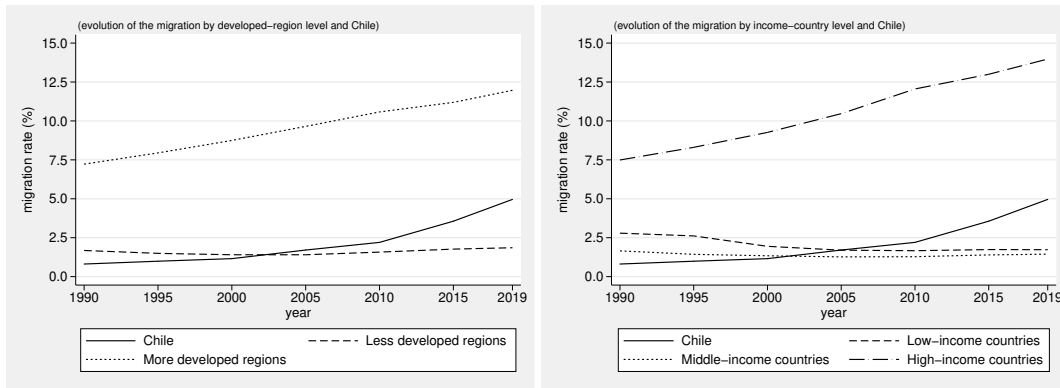 (evolution of the migration by developed−region level and Chile)
15.0
12.5
10.0
7.5
5.0
2.5
0.0
migration rate (%)
1990 1995 2000 2005 2010 2015 2019
year
Chile Less developed regions
More developed regions
(evolution of the migration by income−country level and Chile)
15.0
12.5
10.0
7.5
5.0
2.5
0.0
migration rate (%)
1990 1995 2000 2005 2010 2015 2019
year
Chile Low−income countries
Middle−income countries High−income countries